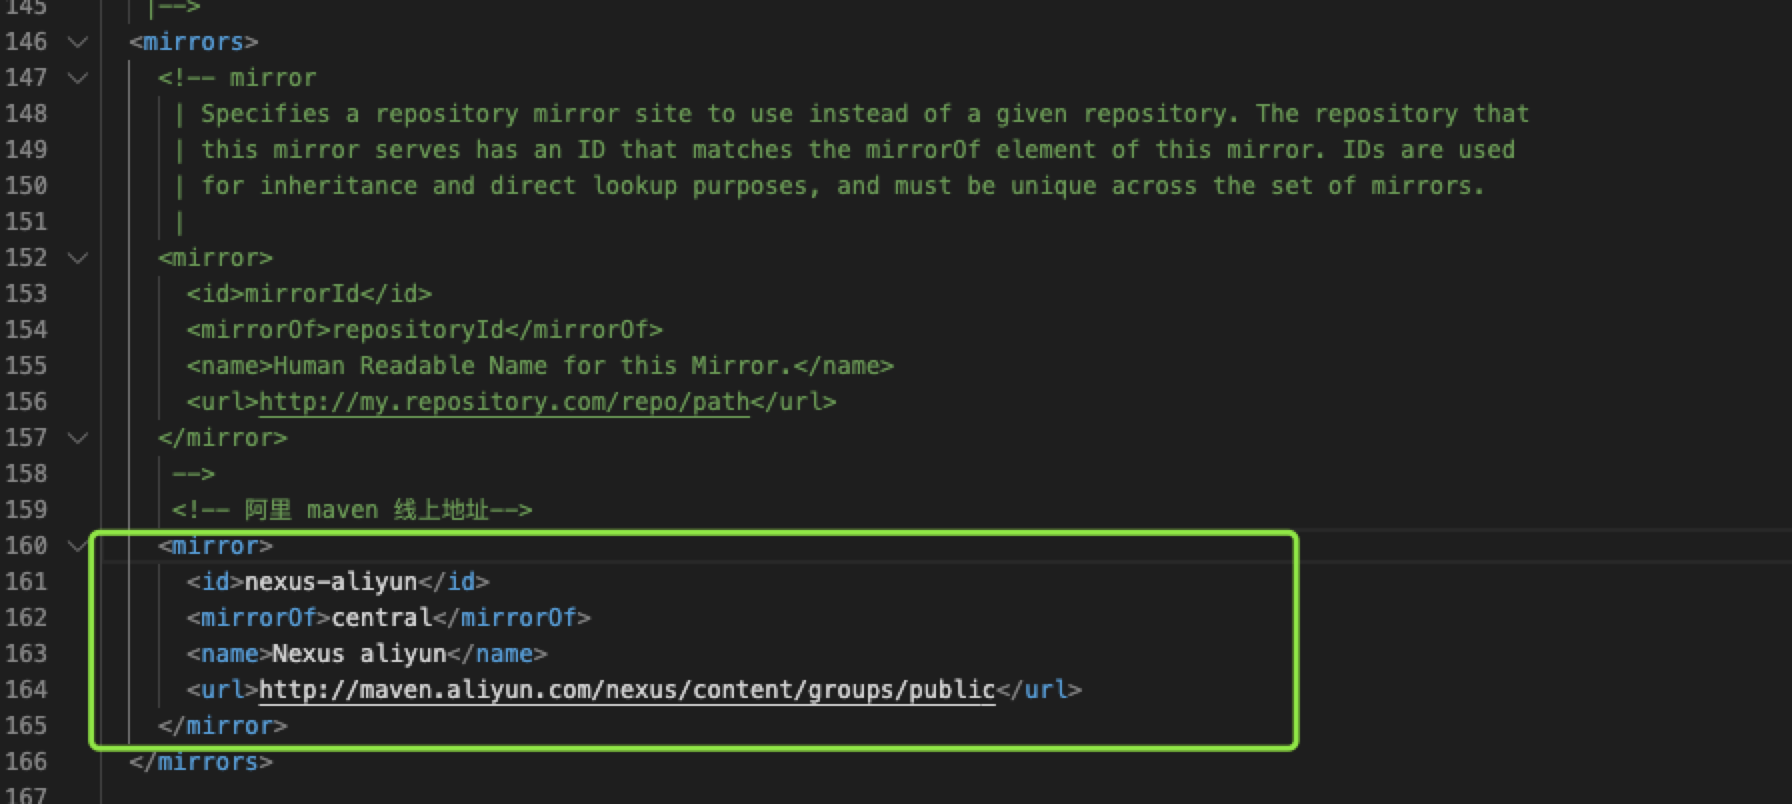 145 |-->
146 <mirrors>
147 <!-- mirror
148 | Specifies a repository mirror site to use instead of a given repository. The repository that
149 | this mirror serves has an ID that matches the mirrorOf element of this mirror. IDs are used
150 | for inheritance and direct lookup purposes, and must be unique across the set of mirrors.
151 |
152 <mirror>
153 <id>mirrorId</id>
154 <mirrorOf>repositoryId</mirrorOf>
155 <name>Human Readable Name for this Mirror.</name>
156 <url>http://my.repository.com/repo/path</url>
157 </mirror>
158 -->
159 <!-- 阿里 maven 线上地址-->
160 <mirror>
161 <id>nexus-aliyun</id>
162 <mirrorOf>central</mirrorOf>
163 <name>Nexus aliyun</name>
164 <url>http://maven.aliyun.com/nexus/content/groups/public</url>
165 </mirror>
166 </mirrors>
167